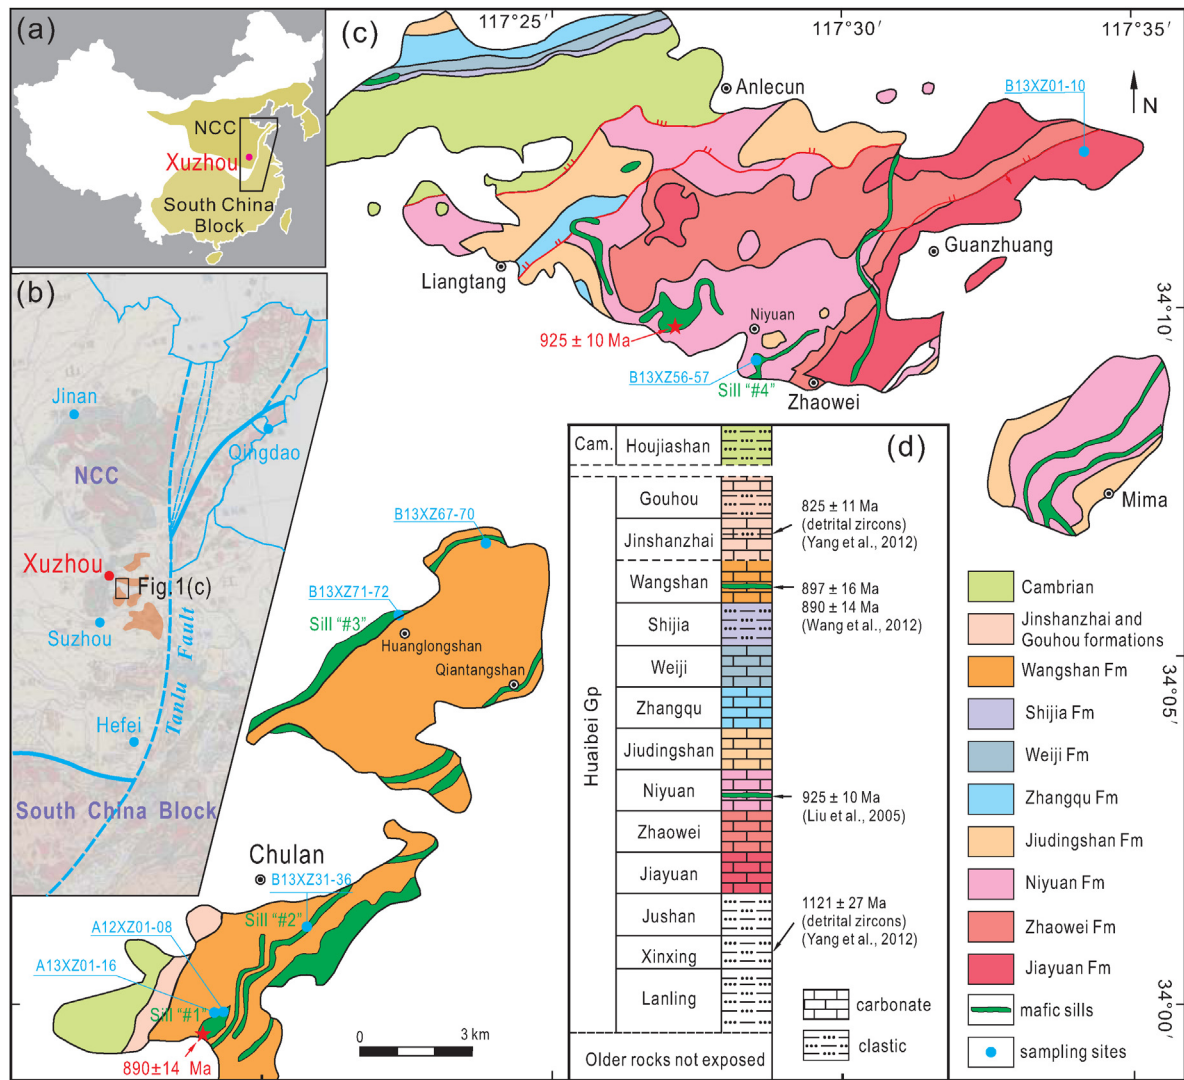 (a)
NCC
Xuzhou
South China
Block
(b)
Jinan
Qingdao
NCC
Xuzhou
Fig.1(c)
Suzhou
Tanlu Fault
Hefei
South China Block
(c)
117°25′
117°30′
117°35′
Anlecun
B13XZ01-10
N
Guanzhuang
Liangtang
34°10′
Niyuan
925 ± 10 Ma
B13XZ56-57
Sill "#4"
Zhaowei
Mima
B13XZ67-70
B13XZ71-72
Sill "#3"
Huanglongshan
Qiantangshan
34°05′
Chulan
B13XZ31-36
Sill "#2"
A12XZ01-08
A13XZ01-16
Sill "#1"
890±14 Ma
0
3 km
34°00′
(d)
Cam.
Houjiashan
Huaibei Gp
Gouhou
Jinshanzhai
Wangshan
Shijia
Weiji
Zhangqu
Jiudingshan
Niyuan
Zhaowei
Jiayuan
Jushan
Xinxing
Lanling
Older rocks not exposed
825 ± 11 Ma
(detrital zircons)
(Yang et al., 2012)
897 ± 16 Ma
890 ± 14 Ma
(Wang et al., 2012)
925 ± 10 Ma
(Liu et al., 2005)
1121 ± 27 Ma
(detrital zircons)
(Yang et al., 2012)
carbonate
clastic
Cambrian
Jinshanzhai and
Gouhou formations
Wangshan Fm
Shijia Fm
Weiji Fm
Zhangqu Fm
Jiudingshan Fm
Niyuan Fm
Zhaowei Fm
Jiayuan Fm
mafic sills
sampling sites